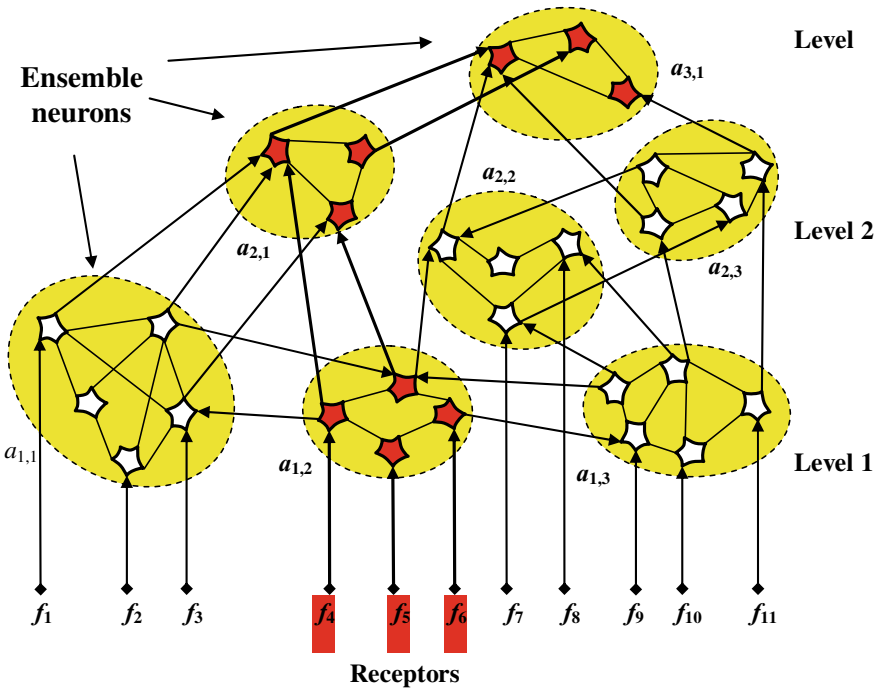 Level
a3,1
Ensemble
neurons
a2,2
a2,1
Level 2
a2,3
a1,1
a1,2
a1,3
Level 1
f1 f2 f3 f4 f5 f6 f7 f8 f9 f10 f11
Receptors